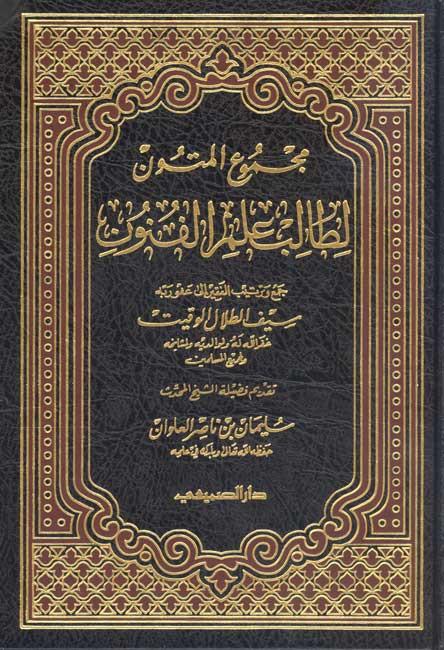 مجموع المتون
لطالب علم الفنون
جمع وترتيب الفقير إلى عفو ربه
سيف الطلال الوقيت
غفر الله له ولوالديه ولمشايخه
ولجميع المسلمين
تقديم فضيلة الشيخ المحدث
سليمان بن ناصر العلوان
حفظه الله تعالى وبارك في علمه
دار الصميعي